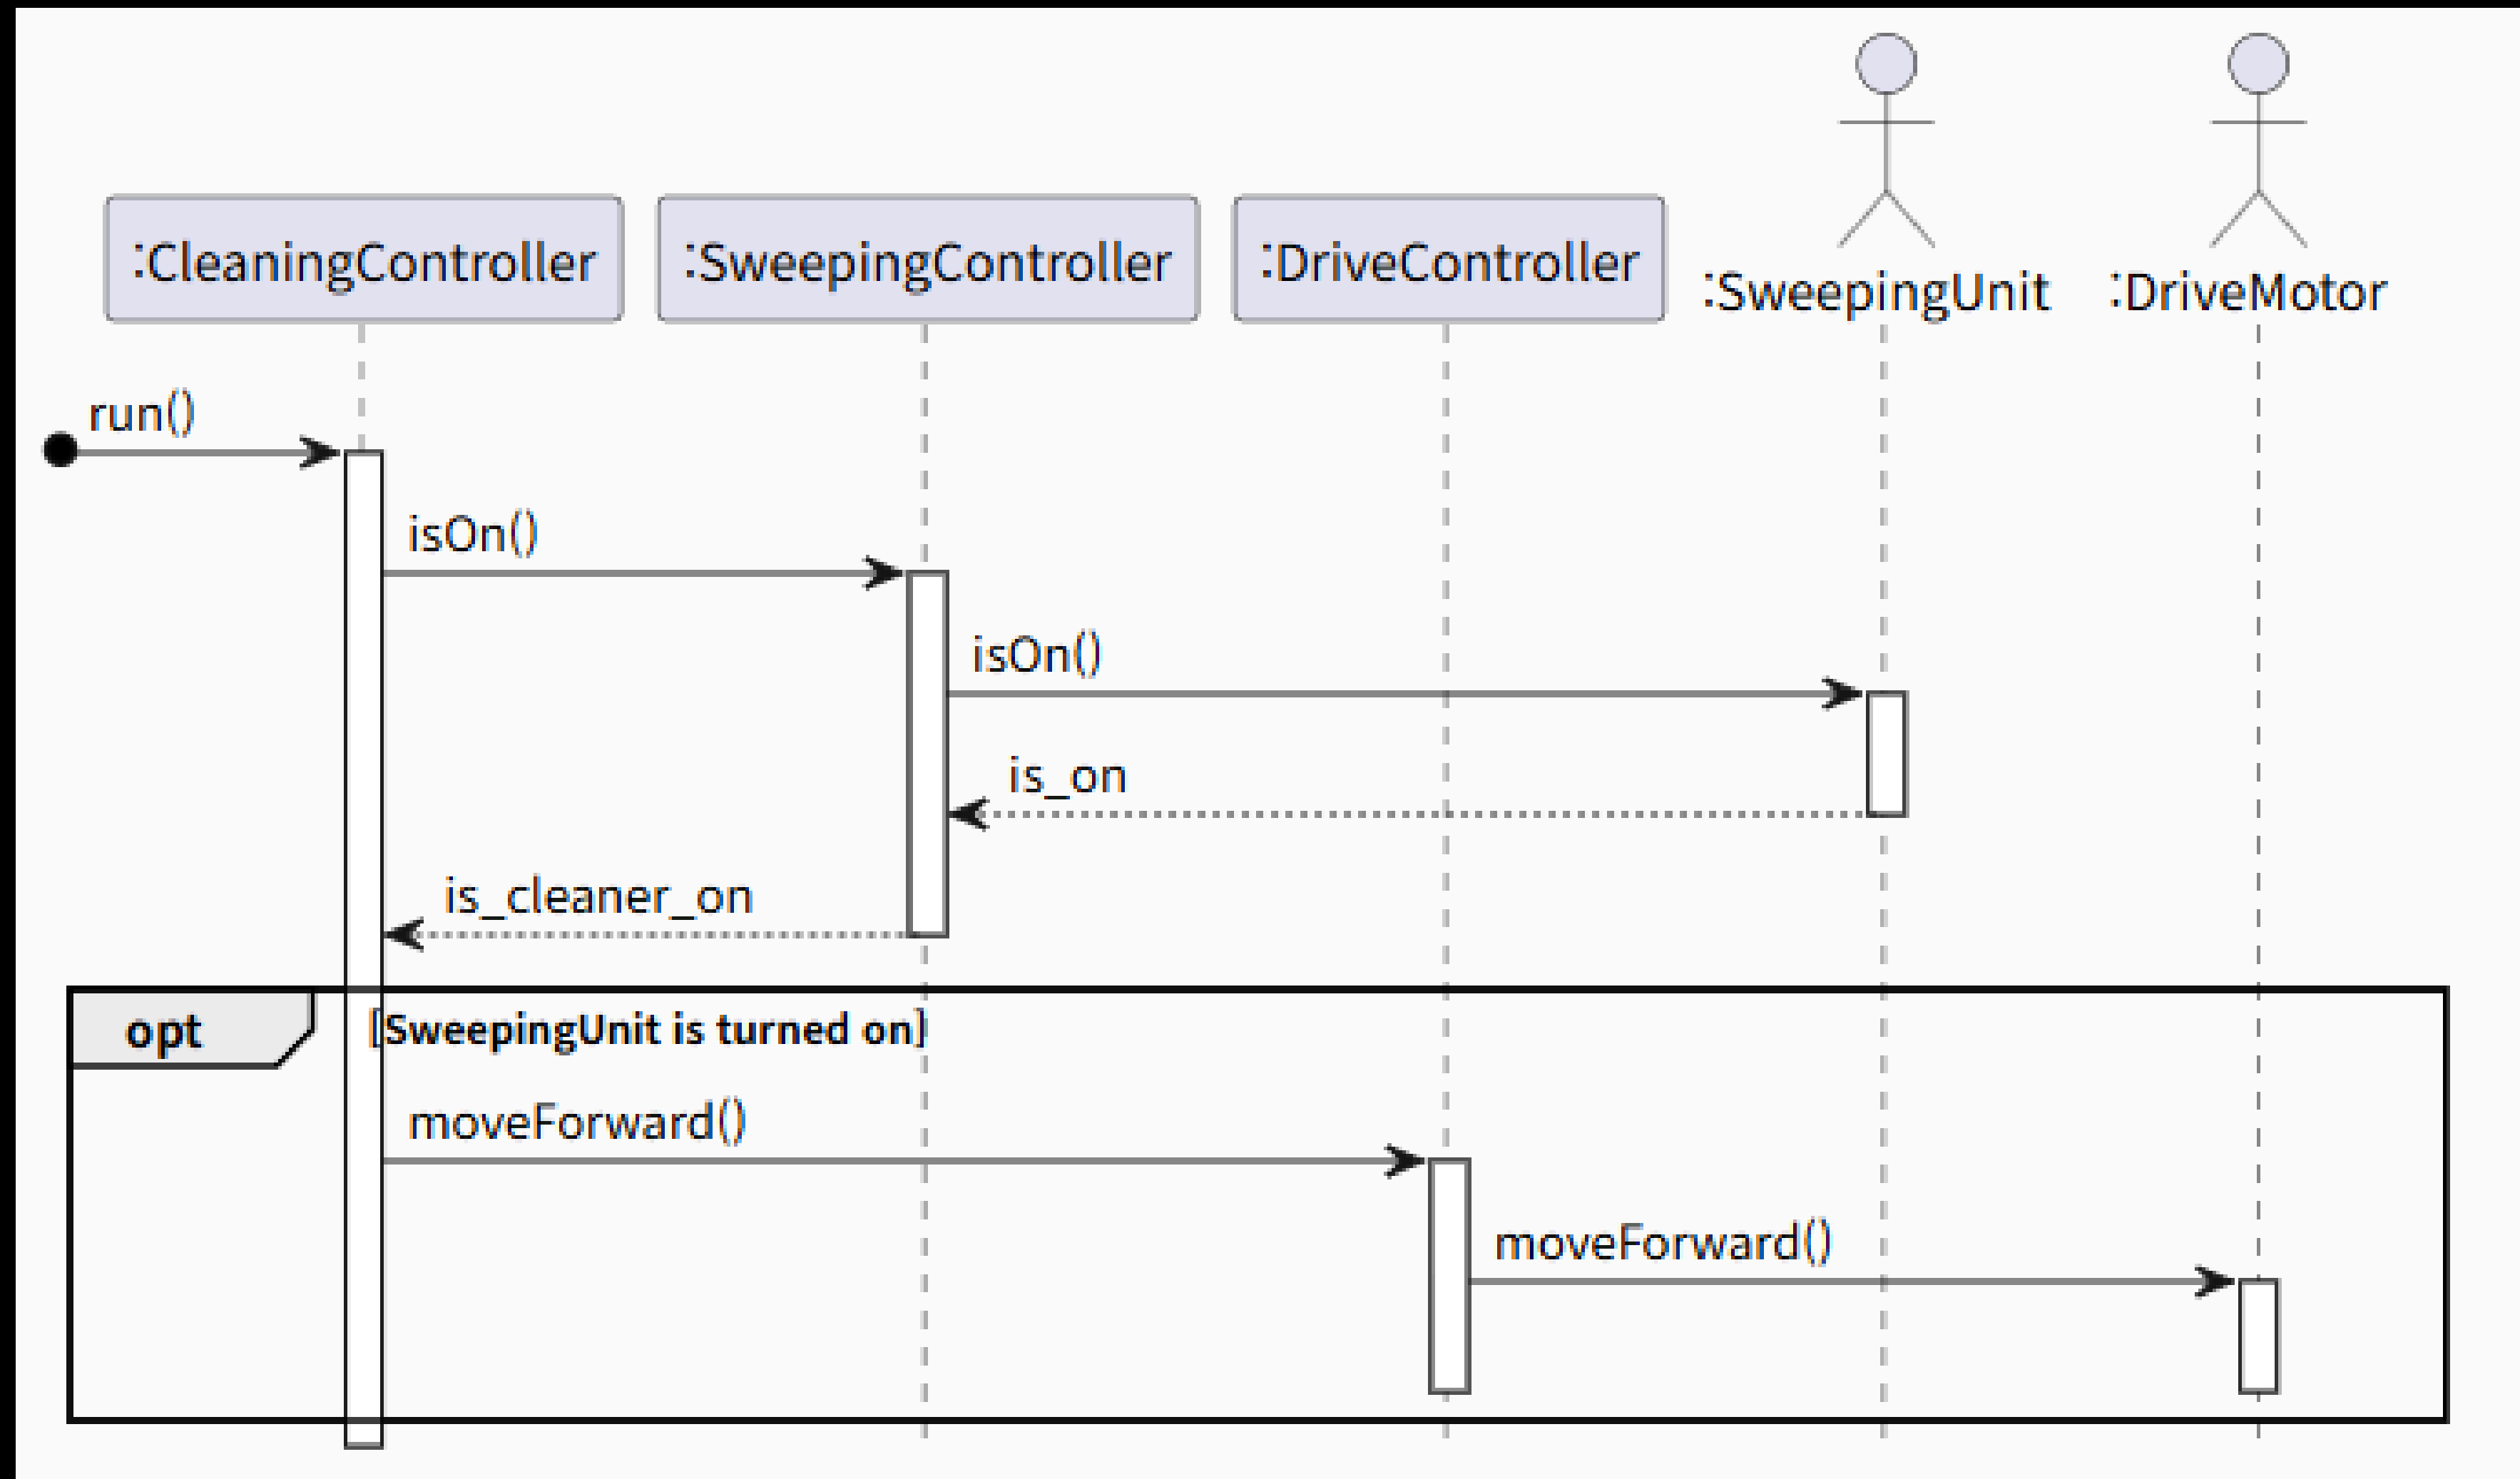 :CleaningController
:SweepingController
:DriveController
:SweepingUnit
:DriveMotor
run()
isOn()
isOn()
is_on
is_cleaner_on
opt
[SweepingUnit is turned on]
moveForward()
moveForward()